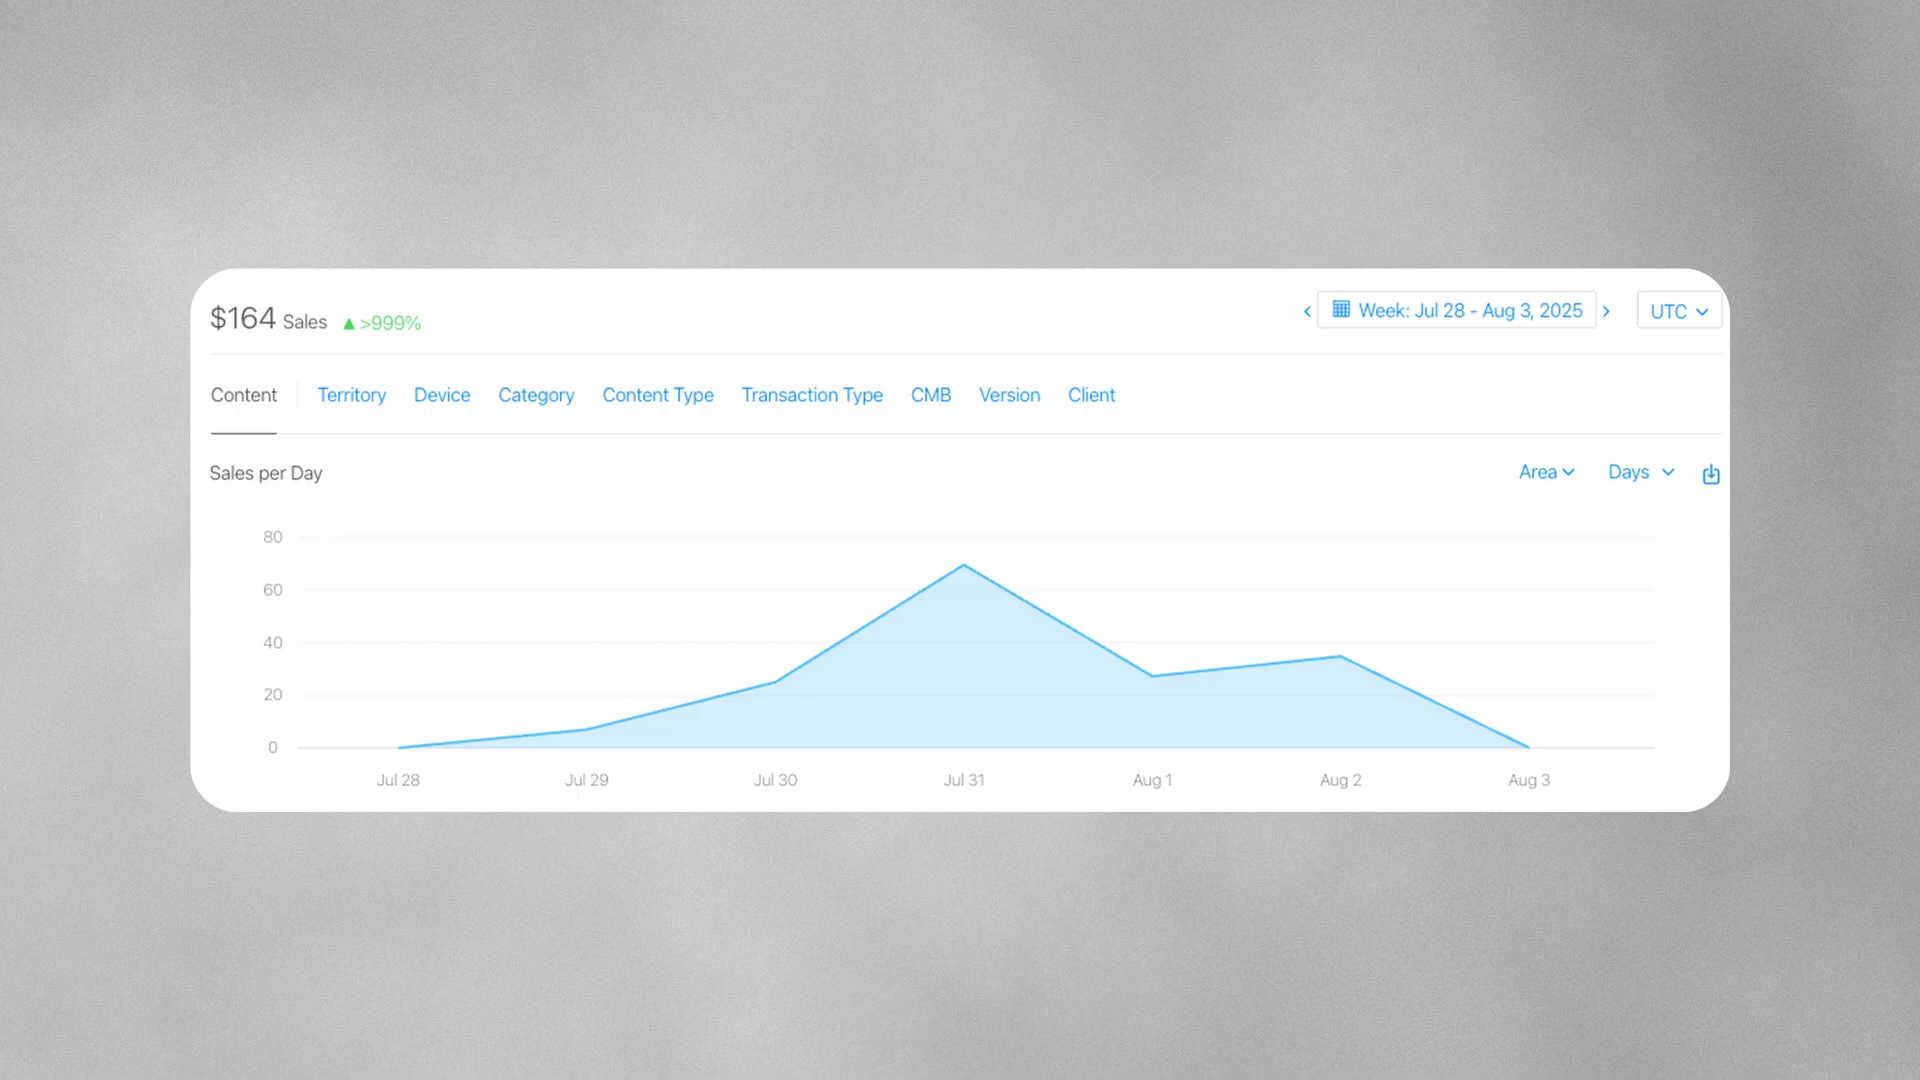 $164 Sales ▲ >999%
< Week: Jul 28 - Aug 3, 2025 > UTC
Content Territory Device Category Content Type Transaction Type CMB Version Client
Sales per Day
Area Days
80
60
40
20
0
Jul 28 Jul 29 Jul 30 Jul 31 Aug 1 Aug 2 Aug 3